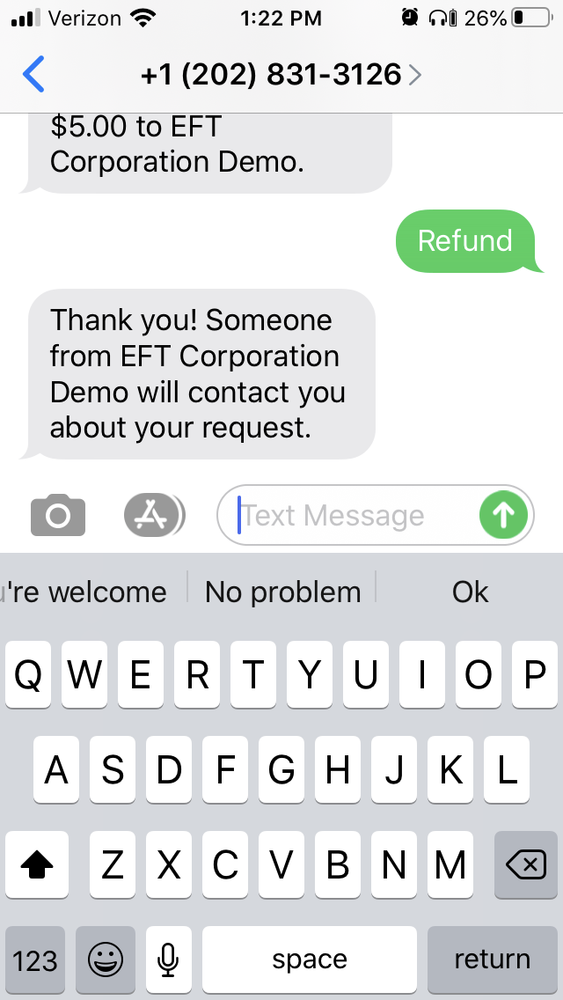 Verizon 1:22 PM 26%
+1 (202) 831-3126
$5.00 to EFT
Corporation Demo.
Refund
Thank you! Someone
from EFT Corporation
Demo will contact you
about your request.
Text Message
u're welcome No problem Ok
Q W E R T Y U I O P
A S D F G H J K L
Z X C V B N M
123 space return